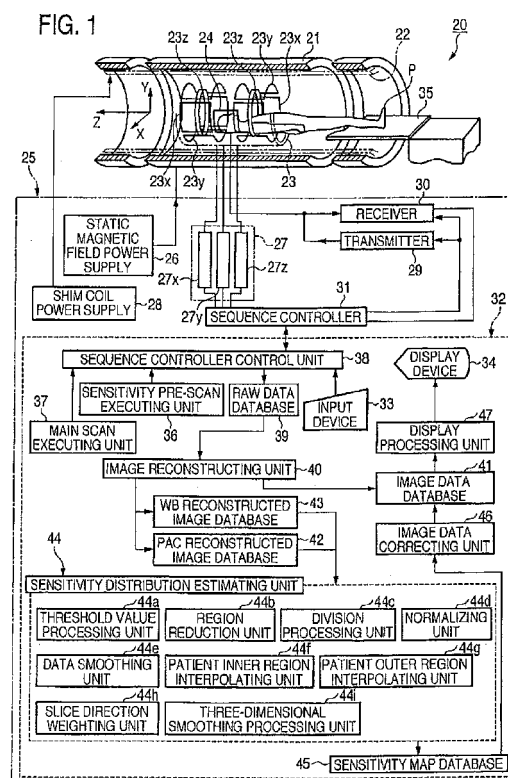 FIG. 1
20
23z 24 23z 23y 21
23x 22
P
35
Y
Z
X
23x 23y 23
25
30
RECEIVER
STATIC
MAGNETIC
FIELD POWER
SUPPLY
26
27
TRANSMITTER
29
27x
27z
27y
31
SHIM COIL
POWER SUPPLY
28
SEQUENCE CONTROLLER
32
SEQUENCE CONTROLLER CONTROL UNIT
38
DISPLAY
DEVICE
34
37
SENSITIVITY PRE-SCAN
EXECUTING UNIT
36
RAW DATA
DATABASE
39
INPUT
DEVICE
33
MAIN SCAN
EXECUTING UNIT
47
DISPLAY
PROCESSING UNIT
IMAGE RECONSTRUCTING UNIT
40
41
IMAGE DATA
DATABASE
WB RECONSTRUCTED
IMAGE DATABASE
43
46
IMAGE DATA
CORRECTING UNIT
44
PAC RECONSTRUCTED
IMAGE DATABASE
42
SENSITIVITY DISTRIBUTION ESTIMATING UNIT
44a 44b 44c 44d
THRESHOLD VALUE
PROCESSING UNIT
REGION
REDUCTION UNIT
DIVISION
PROCESSING UNIT
NORMALIZING
UNIT
44e 44f 44g
DATA SMOOTHING
UNIT
PATIENT INNER REGION
INTERPOLATING UNIT
PATIENT OUTER REGION
INTERPOLATING UNIT
44h 44i
SLICE DIRECTION
WEIGHTING UNIT
THREE-DIMENSIONAL
SMOOTHING PROCESSING UNIT
45
SENSITIVITY MAP DATABASE